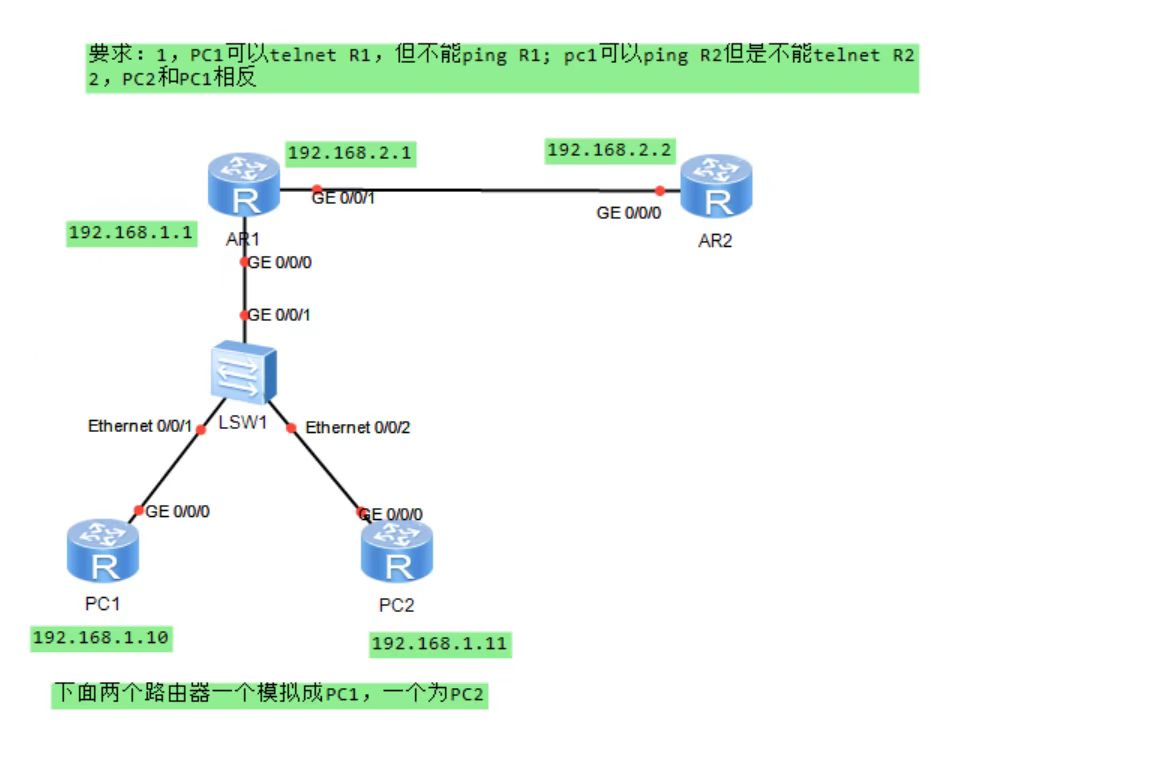 要求：1，PC1可以telnet R1，但不能ping R1; pc1可以ping R2但是不能telnet R2
2，PC2和PC1相反
192.168.2.1
192.168.2.2
GE 0/0/1
GE 0/0/0
192.168.1.1
AR1
AR2
GE 0/0/0
GE 0/0/1
LSW1
Ethernet 0/0/1
Ethernet 0/0/2
GE 0/0/0
GE 0/0/0
PC1
PC2
192.168.1.10
192.168.1.11
下面两个路由器一个模拟成PC1，一个为PC2